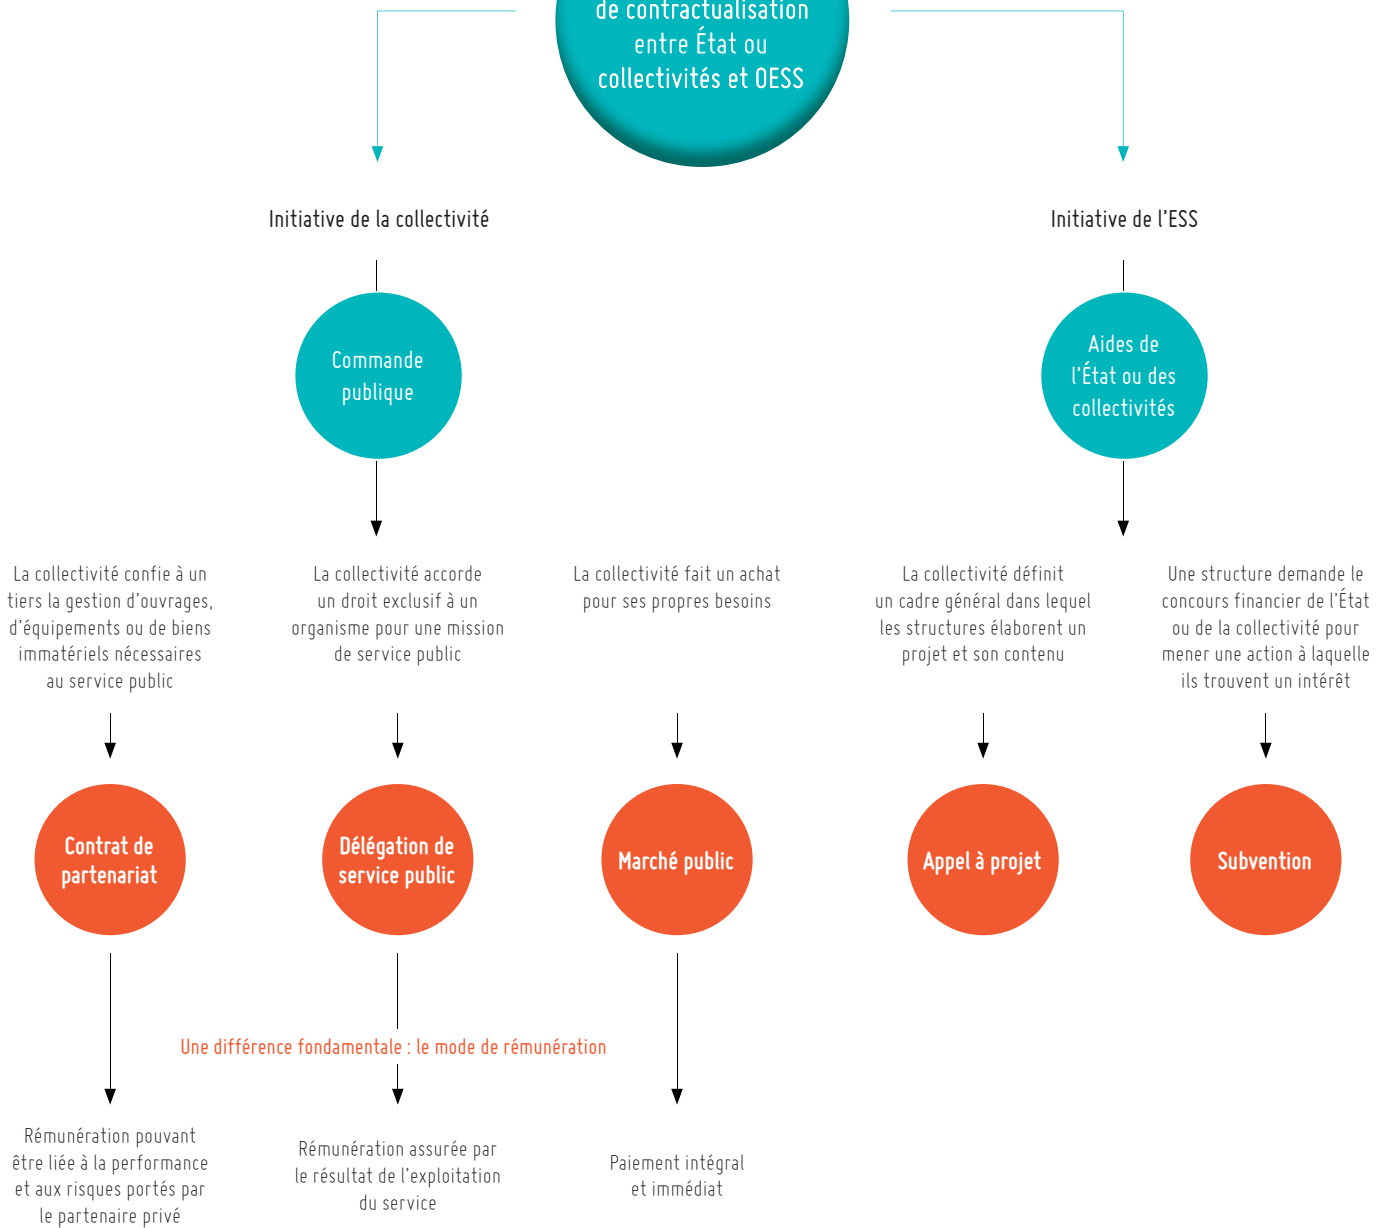 de contractualisation
entre État ou
collectivités et OESS
Initiative de la collectivité
Initiative de l'ESS
Commande
publique
Aides de
l'État ou des
collectivités
La collectivité confie à un
tiers la gestion d'ouvrages,
d'équipements ou de biens
immatériels nécessaires
au service public
La collectivité accorde
un droit exclusif à un
organisme pour une mission
de service public
La collectivité fait un achat
pour ses propres besoins
La collectivité définit
un cadre général dans lequel
les structures élaborent un
projet et son contenu
Une structure demande le
concours financier de l'État
ou de la collectivité pour
mener une action à laquelle
ils trouvent un intérêt
Contrat de
partenariat
Délégation de
service public
Marché public
Appel à projet
Subvention
Une différence fondamentale : le mode de rémunération
Rémunération pouvant
être liée à la performance
et aux risques portés par
le partenaire privé
Rémunération assurée par
le résultat de l'exploitation
du service
Paiement intégral
et immédiat